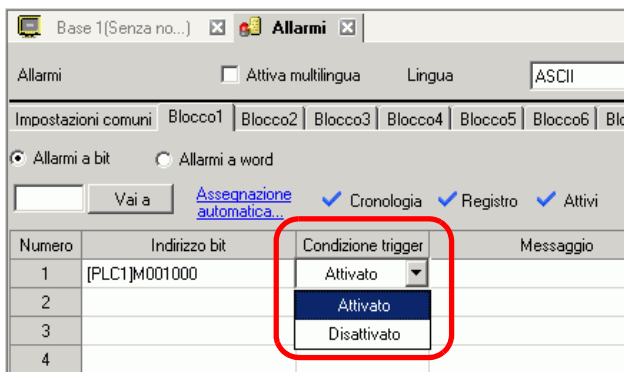 Base 1(Senza no...) Allarmi
Allarmi Attiva multilingua Lingua ASCII
Impostazioni comuni Blocco1 Blocco2 Blocco3 Blocco4 Blocco5 Blocco6 Blo
Allarmi a bit Allarmi a word
Vai a Assegnazione automatica... Cronologia Registro Attivi
Numero Indirizzo bit Condizione trigger Messaggio
1 [PLC1]M001000 Attivato
2 Attivato
3 Disattivato
4